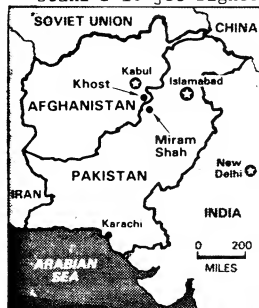 SOVIET UNION
CHINA
Kabul
Islamabad
Khost
AFGHANISTAN
Miram
Shah
New
Delhi
PAKISTAN
IRAN
INDIA
Karachi
0 200
MILES
ARABIAN
SEA